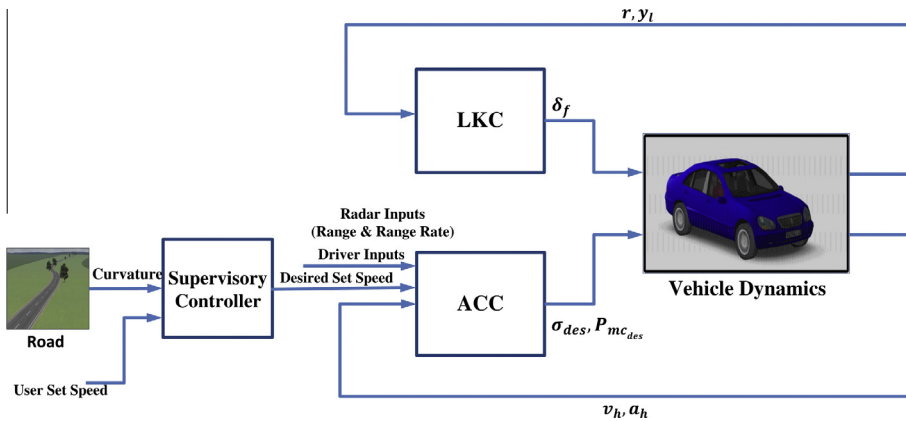 r, y_l
LKC
δ_f
Radar Inputs
(Range & Range Rate)
Driver Inputs
Curvature
Supervisory
Controller
Desired Set Speed
ACC
Vehicle Dynamics
σ_des, P_mc_des
Road
User Set Speed
v_h, a_h